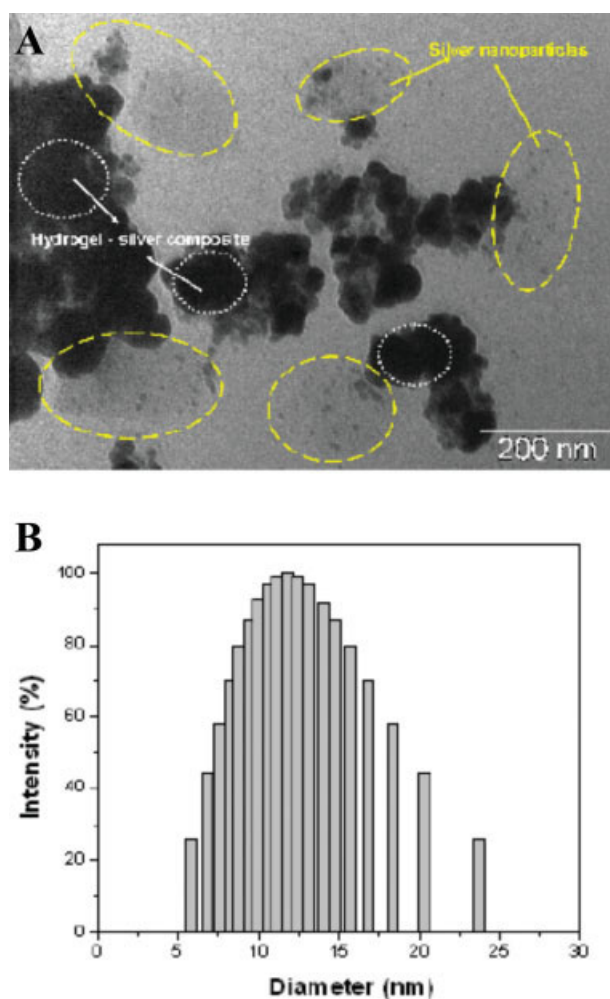 A
Silver nanoparticles
Hydrogel - silver composite
200 nm
B
100
80
60
40
20
0
Intensity (%)
0 5 10 15 20 25 30
Diameter (nm)